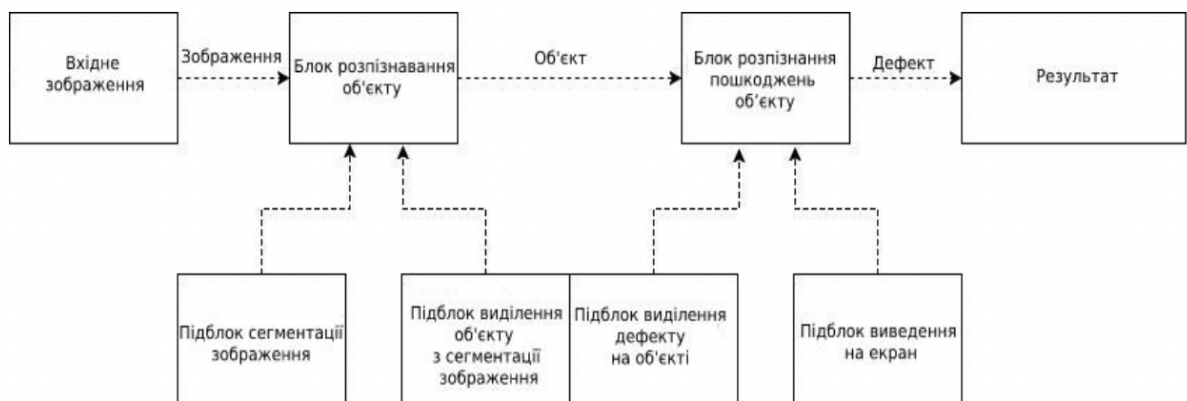 Вхідне
зображення
Зображення
Блок розпізнавання
об'єкту
Об'єкт
Блок розпізнання
пошкоджень
об'єкту
Дефект
Результат
Підблок сегментації
зображення
Підблок виділення
об'єкту
з сегментації
зображення
Підблок виділення
дефекту
на об'єкті
Підблок виведення
на екран